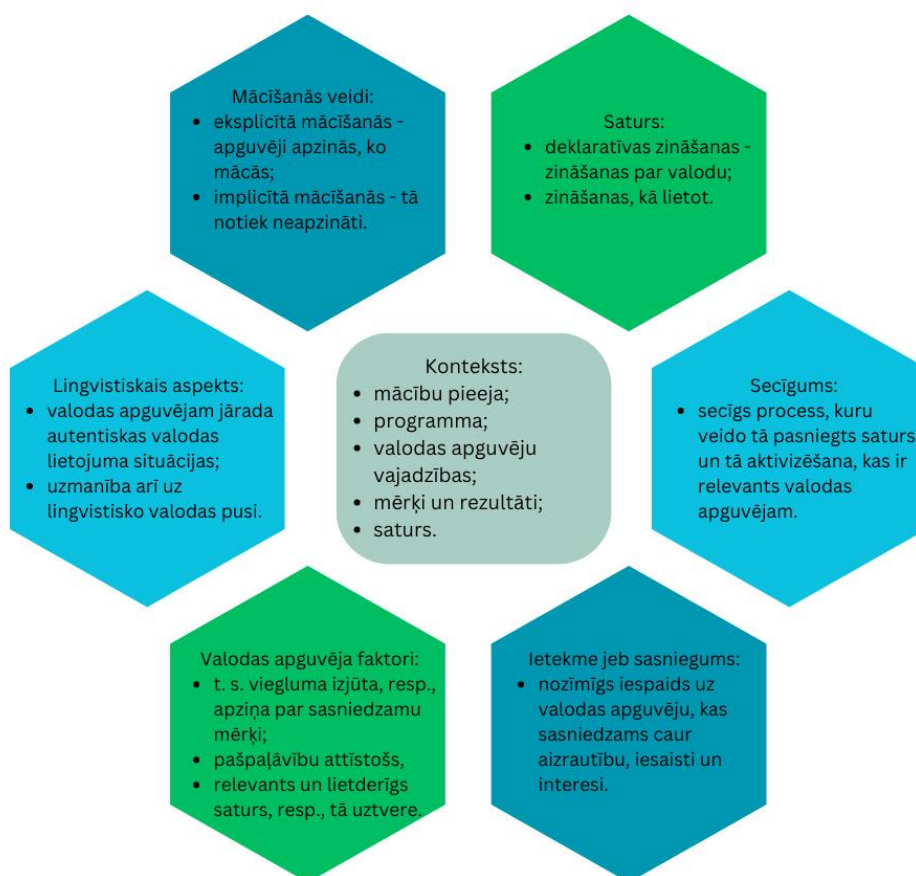 Mācīšanās veidi:
• eksplicītā mācīšanās -
apguvēji apzinās, ko
mācās;
• implicītā mācīšanās - tā
notiek neapzināti.
Saturs:
• deklaratīvas zināšanas -
zināšanas par valodu;
• zināšanas, kā lietot.
Lingvistiskais aspekts:
• valodas apguvējam jārada
autentiskas valodas
lietojuma situācijas;
• uzmanība arī uz
lingvistisko valodas pusi.
Konteksts:
• mācību pieeja;
• programma;
• valodas apguvēju
vajadzības;
• mērķi un rezultāti;
• saturs.
Secīgums:
• secīgs process, kuru
veido tā pasniegts saturs
un tā aktivizēšana, kas ir
relevants valodas
apguvējam.
Valodas apguvēja faktori:
• t. s. viegluma izjūta, resp.,
apziņa par sasniedzamu
mērķi;
• pašpaļāvību attīstošs,
• relevants un lietderīgs
saturs, resp., tā uztvere.
Ietekme jeb sasniegums:
• nozīmīgs iespaids uz
valodas apguvēju, kas
sasniedzams caur
aizrautību, iesaisti un
interesi.